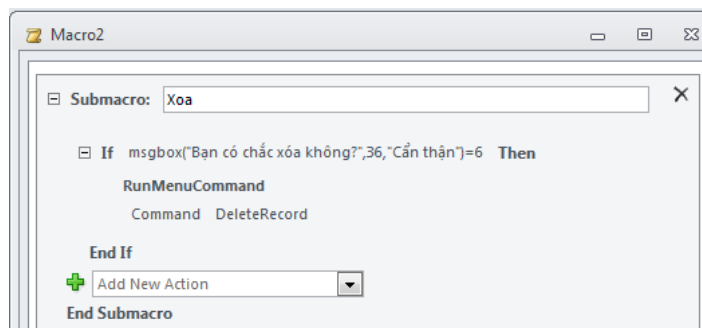 Macro2
Submacro: Xoa
If msgbox("Bạn có chắc xóa không?",36,"Cẩn thận")=6 Then
RunMenuCommand
Command DeleteRecord
End If
Add New Action
End Submacro